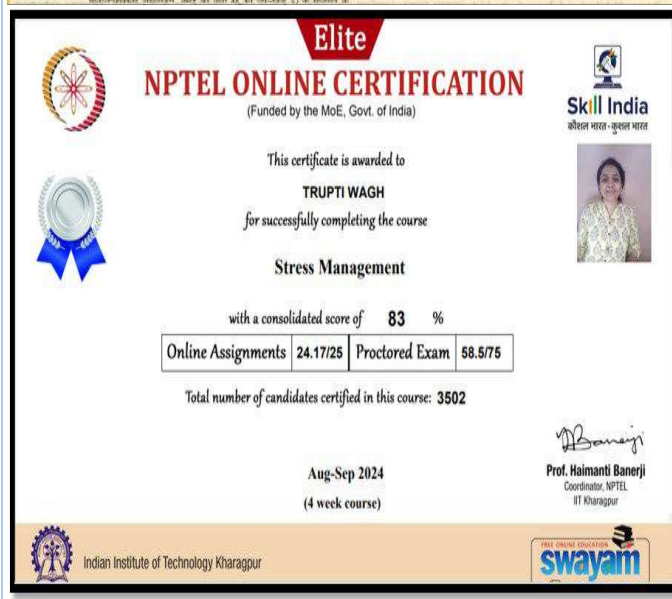 Elite
NPTEL ONLINE CERTIFICATION
(Funded by the MoE, Govt. of India)
Skill India
कौशल भारत - कुशल भारत
This certificate is awarded to
TRUPTI WAGH
for successfully completing the course
Stress Management
with a consolidated score of 83 %
Online Assignments 24.17/25 Proctored Exam 58.5/75
Total number of candidates certified in this course: 3502
Banerji
Prof. Haimanti Banerji
Coordinator, NPTEL
IIT Kharagpur
Aug-Sep 2024
(4 week course)
Indian Institute of Technology Kharagpur
FREE ONLINE EDUCATION
swayam